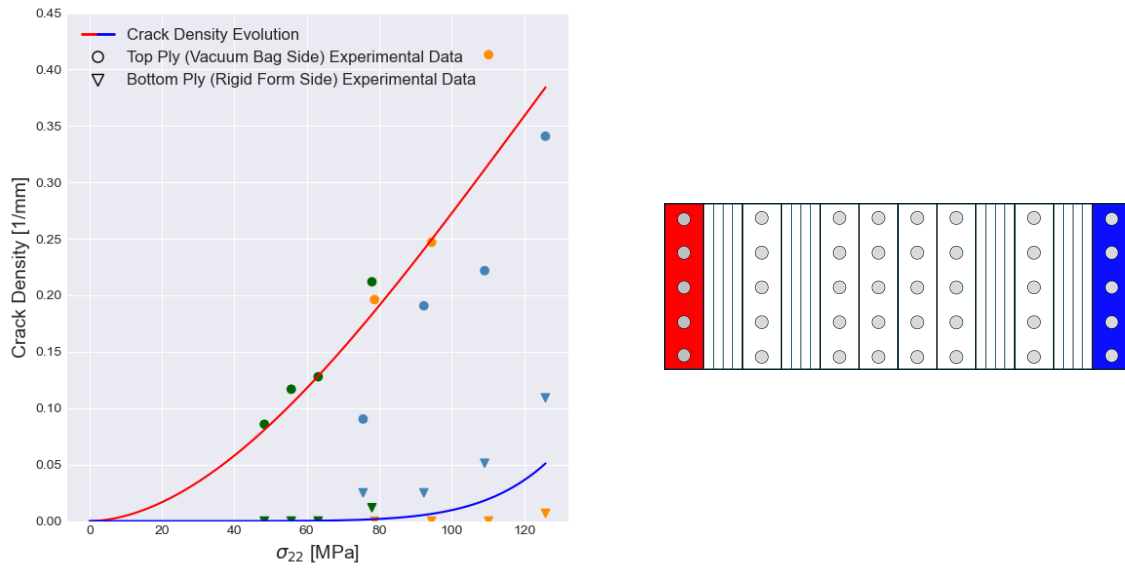 Crack Density Evolution
Top Ply (Vacuum Bag Side) Experimental Data
Bottom Ply (Rigid Form Side) Experimental Data
0.45
0.40
0.35
0.30
0.25
0.20
0.15
0.10
0.05
0.00
Crack Density [1/mm]
0 20 40 60 80 100 120
σ₂₂ [MPa]